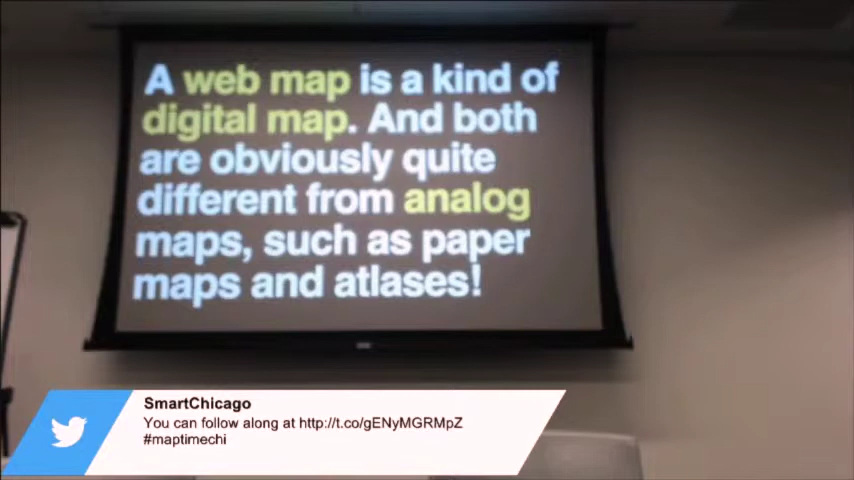 A web map is a kind of
digital map. And both
are obviously quite
different from analog
maps, such as paper
maps and atlases!
SmartChicago
You can follow along at http://t.co/gENyMGRMpZ
#maptimechi